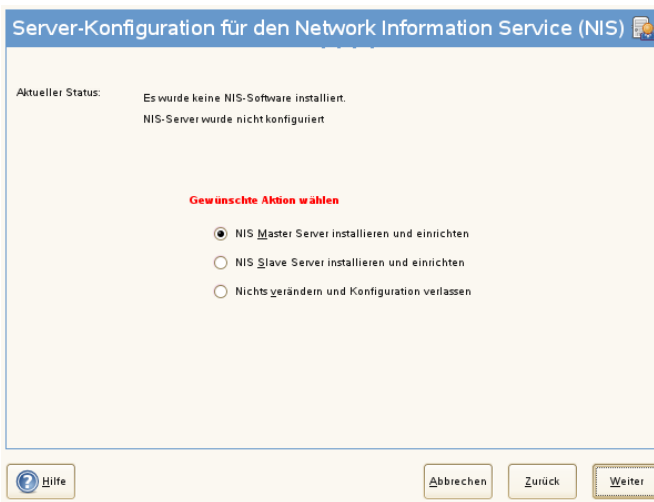 Server-Konfiguration für den Network Information Service (NIS)
Aktueller Status:
Es wurde keine NIS-Software installiert.
NIS-Server wurde nicht konfiguriert
Gewünschte Aktion wählen
NIS Master Server installieren und einrichten
NIS Slave Server installieren und einrichten
Nichts verändern und Konfiguration verlassen
Hilfe
Abbrechen
Zurück
Weiter